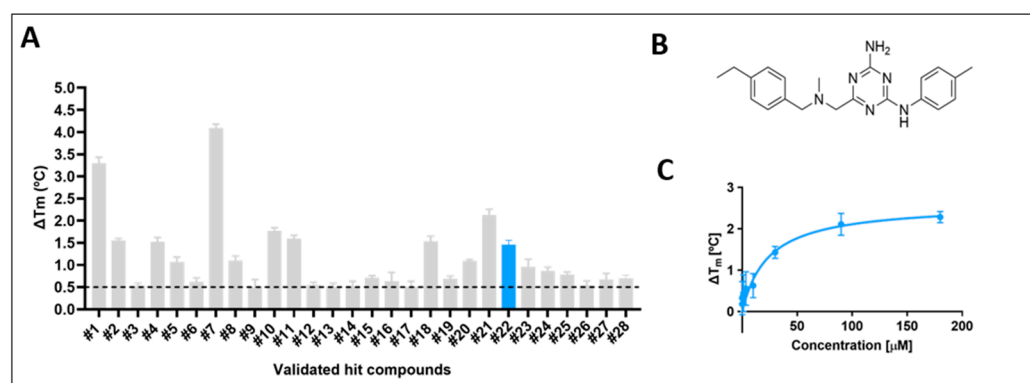 A
5.0
4.5
4.0
3.5
3.0
2.5
2.0
1.5
1.0
0.5
0.0
ΔTm (ºC)
#1 #2 #3 #4 #5 #6 #7 #8 #9 #10 #11 #12 #13 #14 #15 #16 #17 #18 #19 #20 #21 #22 #23 #24 #25 #26 #27 #28
Validated hit compounds
B
NH₂
N N
N N N
H
C
3
2
1
0
ΔTₘ [ºC]
50 100 150 200
Concentration [μM]